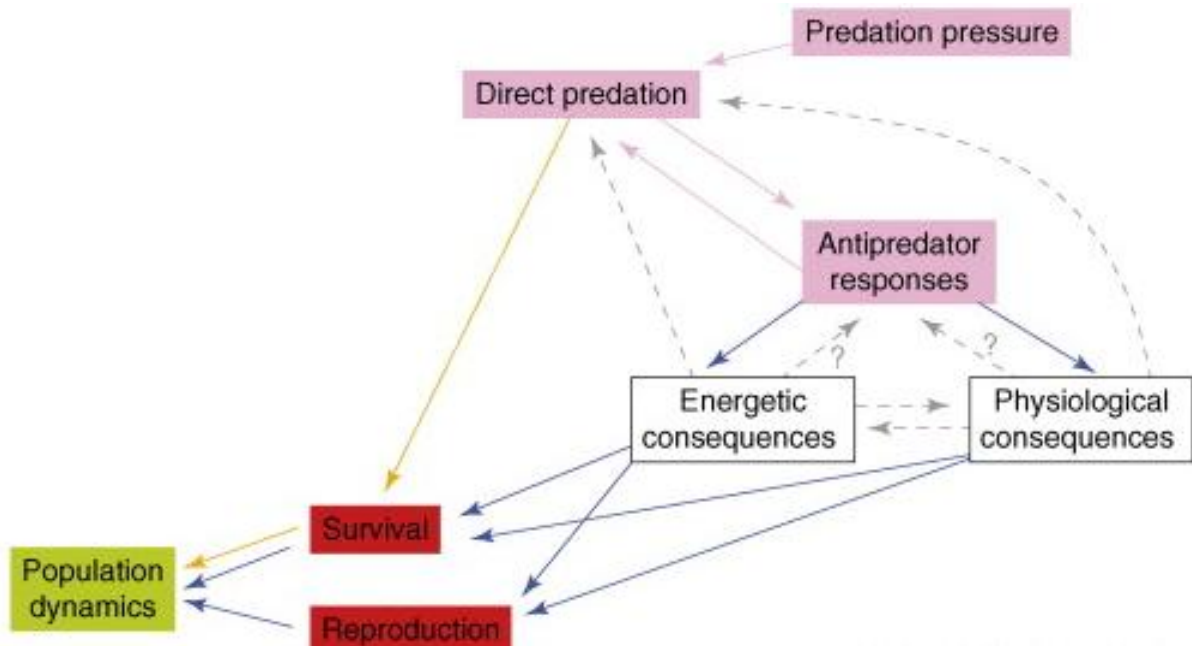 Predation pressure
Direct predation
Antipredator
responses
?
?
Energetic
consequences
Physiological
consequences
Survival
Population
dynamics
Reproduction